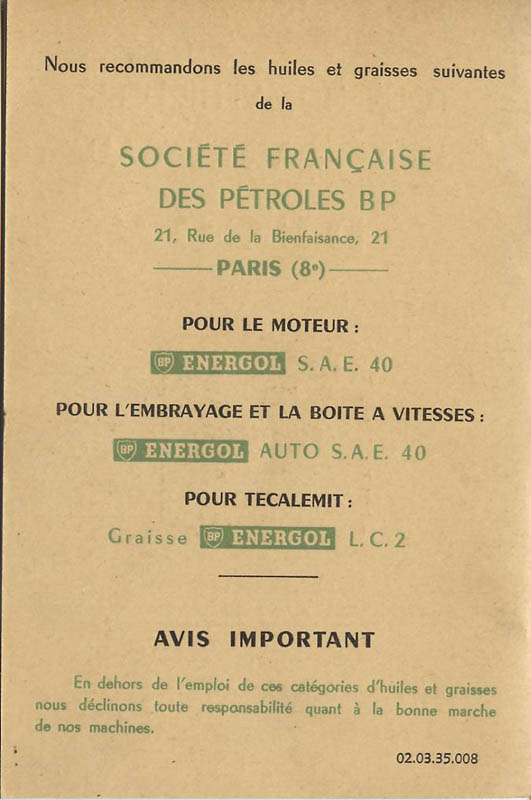 Nous recommandons les huiles et graisses suivantes
de la
SOCIÉTÉ FRANÇAISE
DES PÉTROLES BP
21, Rue de la Bienfaisance, 21
PARIS (8e)
POUR LE MOTEUR :
BP ENERGOL S. A. E. 40
POUR L'EMBRAYAGE ET LA BOITE A VITESSES :
BP ENERGOL AUTO S. A. E. 40
POUR TECALEMIT :
Graisse BP ENERGOL L. C. 2
AVIS IMPORTANT
En dehors de l'emploi de ces catégories d'huiles et graisses
nous déclinons toute responsabilité quant à la bonne marche
de nos machines.
02.03.35.008